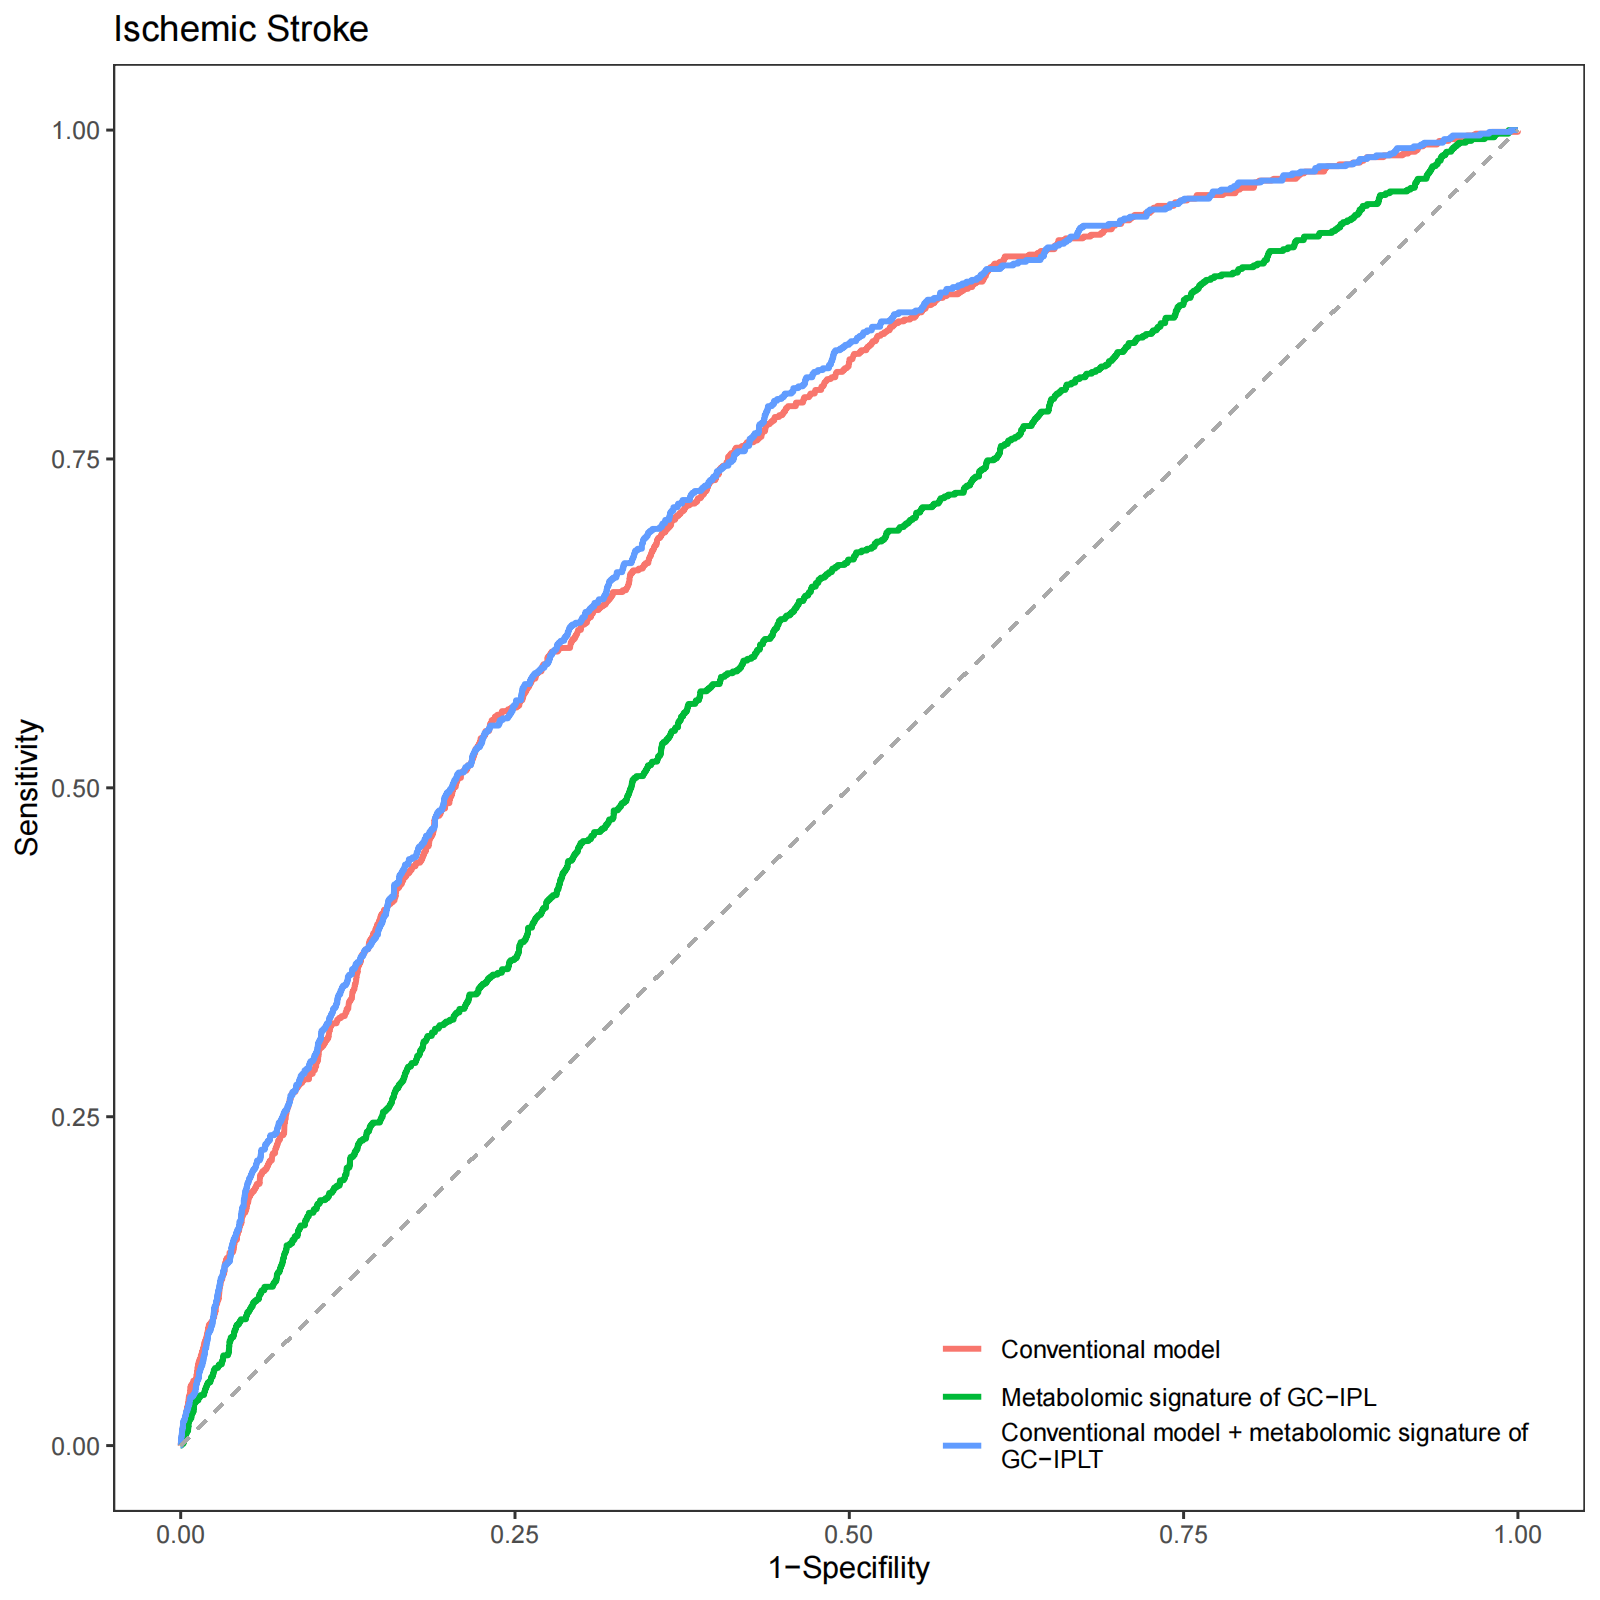 Ischemic Stroke
1.00
0.75
0.50
0.25
0.00
Sensitivity
Conventional model
Metabolomic signature of GC−IPL
Conventional model + metabolomic signature of
GC−IPLT
0.00 0.25 0.50 0.75 1.00
1−Specifility